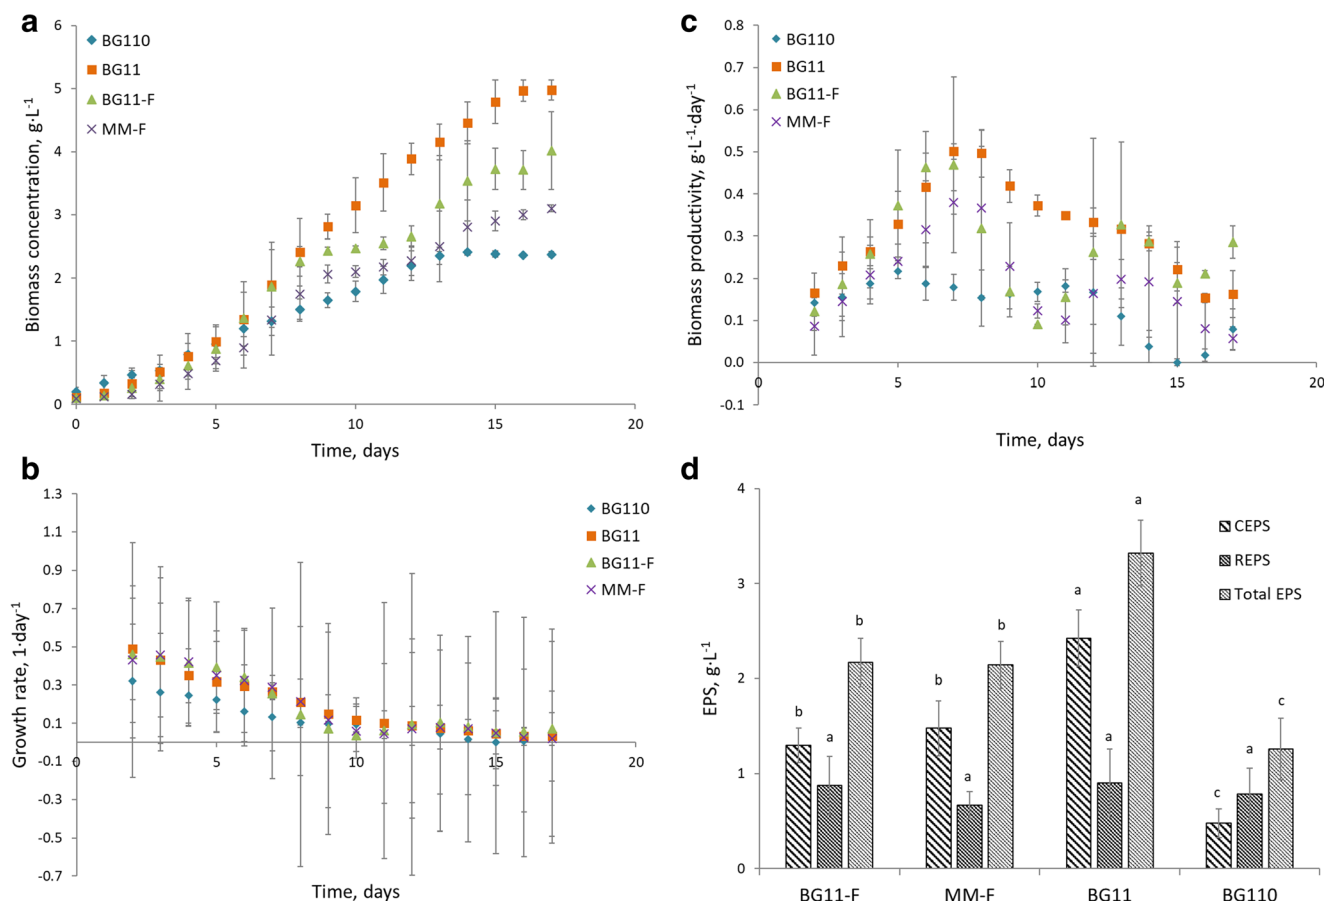 a
6
5
4
3
2
1
0
Biomass concentration, g·L-1
BG110
BG11
BG11-F
MM-F
0
5
10
15
20
Time, days
c
0.8
0.7
0.6
0.5
0.4
0.3
0.2
0.1
0.0
-0.1
Biomass productivity, g·L-1·day-1
BG110
BG11
BG11-F
MM-F
0
5
10
15
20
Time, days
b
1.3
1.1
0.9
0.7
0.5
0.3
0.1
-0.1
-0.3
-0.5
-0.7
Growth rate, 1·day-1
BG110
BG11
BG11-F
MM-F
0
5
10
15
20
Time, days
d
4
3
2
1
0
EPS, g·L-1
CEPS
REPS
Total EPS
b
a
b
b
a
b
a
a
a
c
a
c
BG11-F
MM-F
BG11
BG110